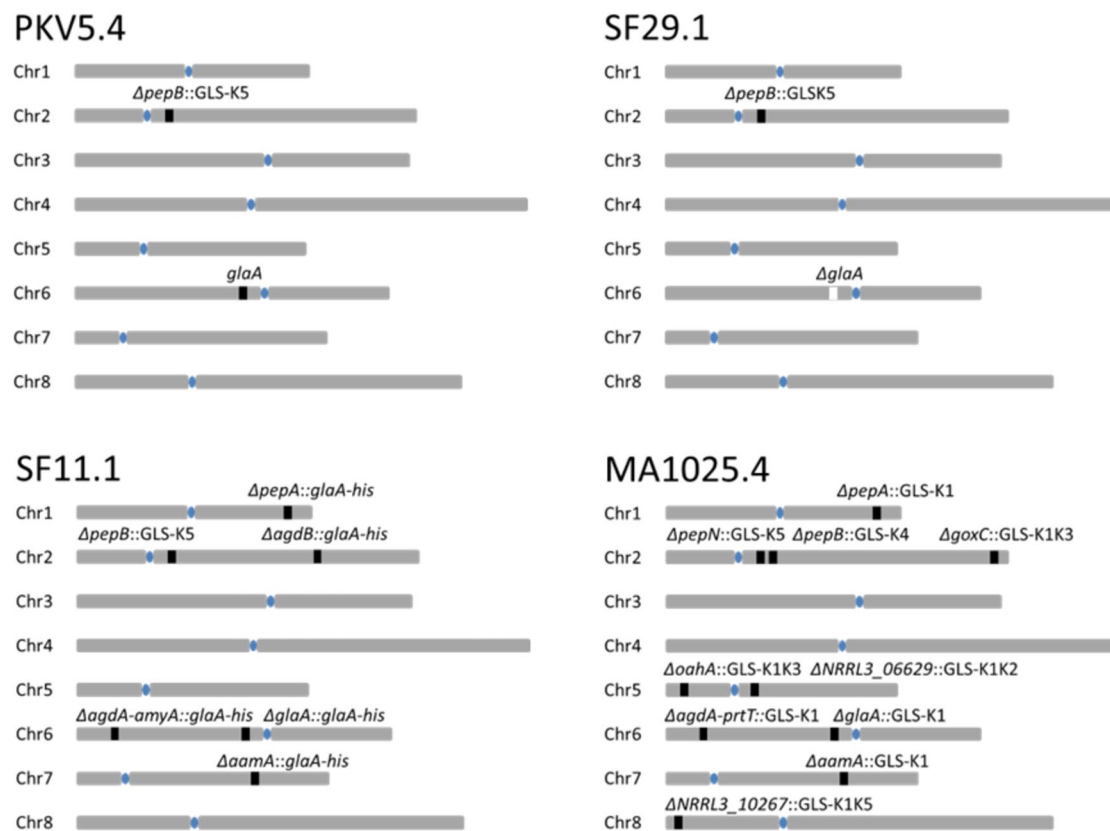 PKV5.4
Chr1
ΔpepB::GLS-K5
Chr2
Chr3
Chr4
Chr5
glaA
Chr6
Chr7
Chr8
SF29.1
Chr1
ΔpepB::GLSK5
Chr2
Chr3
Chr4
Chr5
ΔglaA
Chr6
Chr7
Chr8
SF11.1
ΔpepA::glaA-his
Chr1
ΔpepB::GLS-K5 ΔagdB::glaA-his
Chr2
Chr3
Chr4
Chr5
ΔagdA-amyA::glaA-his ΔglaA::glaA-his
Chr6
ΔaamA::glaA-his
Chr7
Chr8
MA1025.4
ΔpepA::GLS-K1
Chr1
ΔpepN::GLS-K5 ΔpepB::GLS-K4 ΔgoxC::GLS-K1K3
Chr2
Chr3
Chr4
ΔoahA::GLS-K1K3 ΔNRRL3_06629::GLS-K1K2
Chr5
ΔagdA-prtT::GLS-K1 ΔglaA::GLS-K1
Chr6
ΔaamA::GLS-K1
Chr7
ΔNRRL3_10267::GLS-K1K5
Chr8